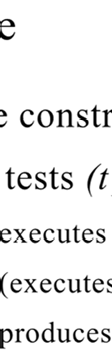 e
e constr
tests (t
executes
(executes
produces